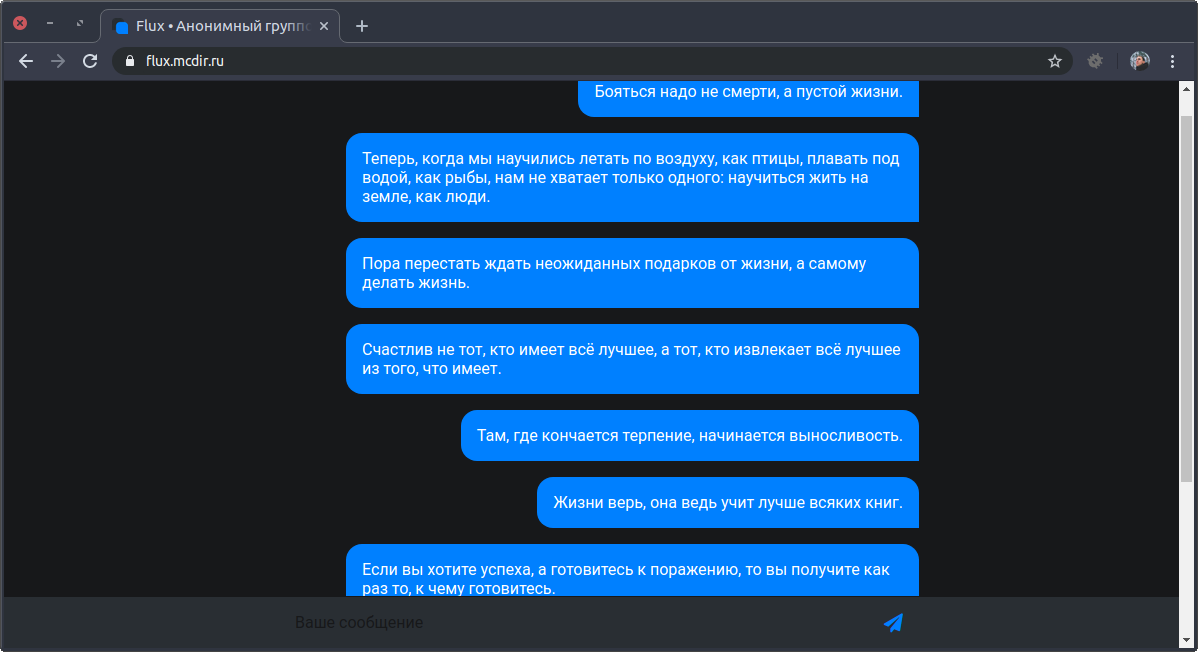 Flux • Анонимный групп
flux.mcdir.ru
Бояться надо не смерти, а пустой жизни.
Теперь, когда мы научились летать по воздуху, как птицы, плавать под
водой, как рыбы, нам не хватает только одного: научиться жить на
земле, как люди.
Пора перестать ждать неожиданных подарков от жизни, а самому
делать жизнь.
Счастлив не тот, кто имеет всё лучшее, а тот, кто извлекает всё лучшее
из того, что имеет.
Там, где кончается терпение, начинается выносливость.
Жизни верь, она ведь учит лучше всяких книг.
Если вы хотите успеха, а готовитесь к поражению, то вы получите как
раз то, к чему готовитесь.
Ваше сообщение